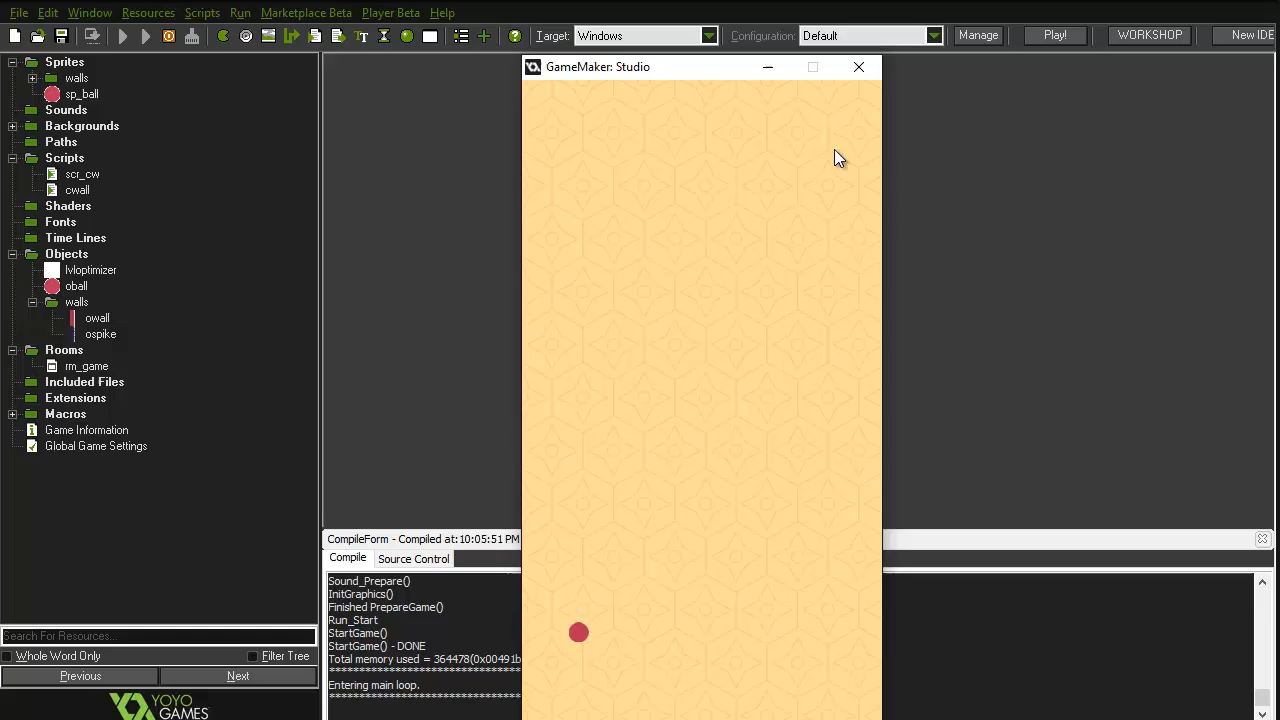 File Edit Window Resources Scripts Run Marketplace Beta Player Beta Help
Target: Windows Configuration: Default Manage Play! WORKSHOP New IDE
Sprites
walls
sp_ball
Sounds
Backgrounds
Paths
Scripts
scr_cw
cwall
Shaders
Fonts
Time Lines
Objects
lvloptimizer
oball
walls
owall
ospike
Rooms
rm_game
Included Files
Extensions
Macros
Game Information
Global Game Settings
Search For Resources...
Whole Word Only Filter Tree
Previous Next
YOYO
GAMES
GameMaker: Studio
CompileForm - Compiled at:10:05:51 PM
Compile Source Control
Sound_Prepare()
InitGraphics()
Finished PrepareGame()
Run_Start
StartGame()
StartGame() - DONE
Total memory used = 364478(0x00491b
***********************************
Entering main loop.
***********************************